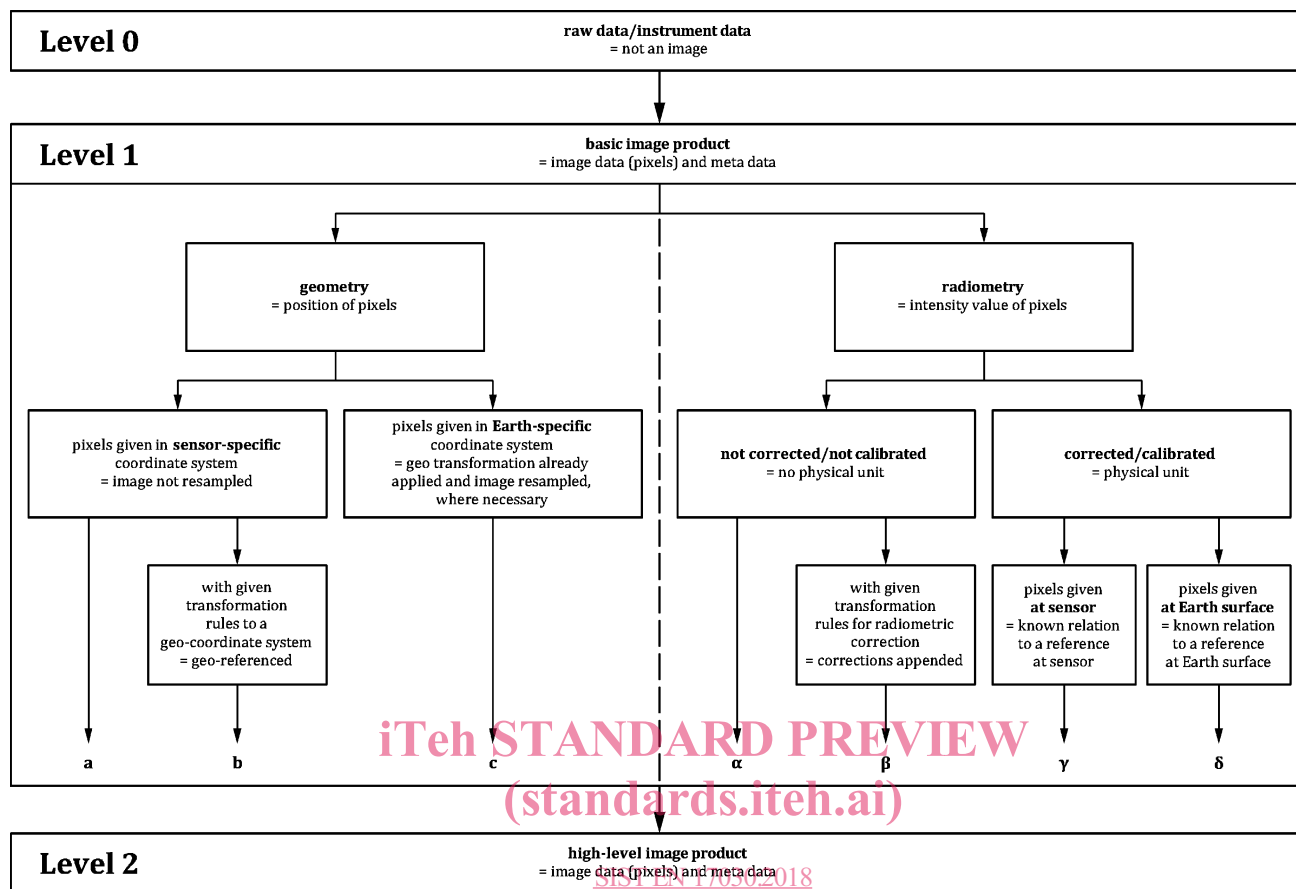 Level 0
raw data/instrument data
= not an image
Level 1
basic image product
= image data (pixels) and meta data
geometry
= position of pixels
radiometry
= intensity value of pixels
pixels given in sensor-specific
coordinate system
= image not resampled
pixels given in Earth-specific
coordinate system
= geo transformation already
applied and image resampled,
where necessary
not corrected/not calibrated
= no physical unit
corrected/calibrated
= physical unit
with given
transformation
rules to a
geo-coordinate system
= geo-referenced
with given
transformation
rules for radiometric
correction
= corrections appended
pixels given
at sensor
= known relation
to a reference
at sensor
pixels given
at Earth surface
= known relation
to a reference
at Earth surface
iTeh STANDARD PREVIEW
a
b
c
α
β
γ
δ
(standards.iteh.ai)
Level 2
high-level image product
= image data (pixels) and meta data
SIST EN 17030:2018